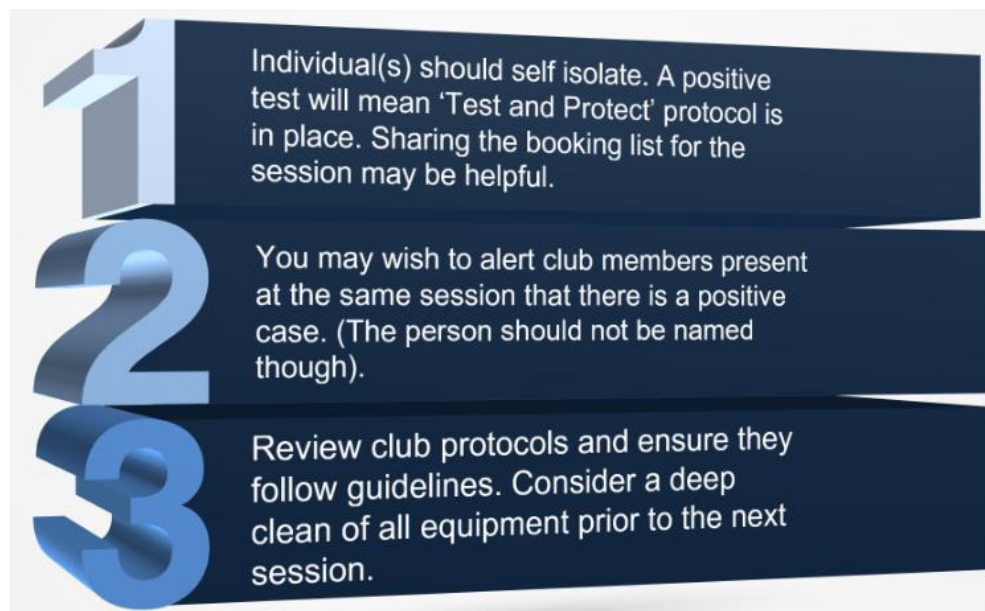 1
Individual(s) should self isolate. A positive
test will mean ‘Test and Protect’ protocol is
in place. Sharing the booking list for the
session may be helpful.
2
You may wish to alert club members present
at the same session that there is a positive
case. (The person should not be named
though).
3
Review club protocols and ensure they
follow guidelines. Consider a deep
clean of all equipment prior to the next
session.